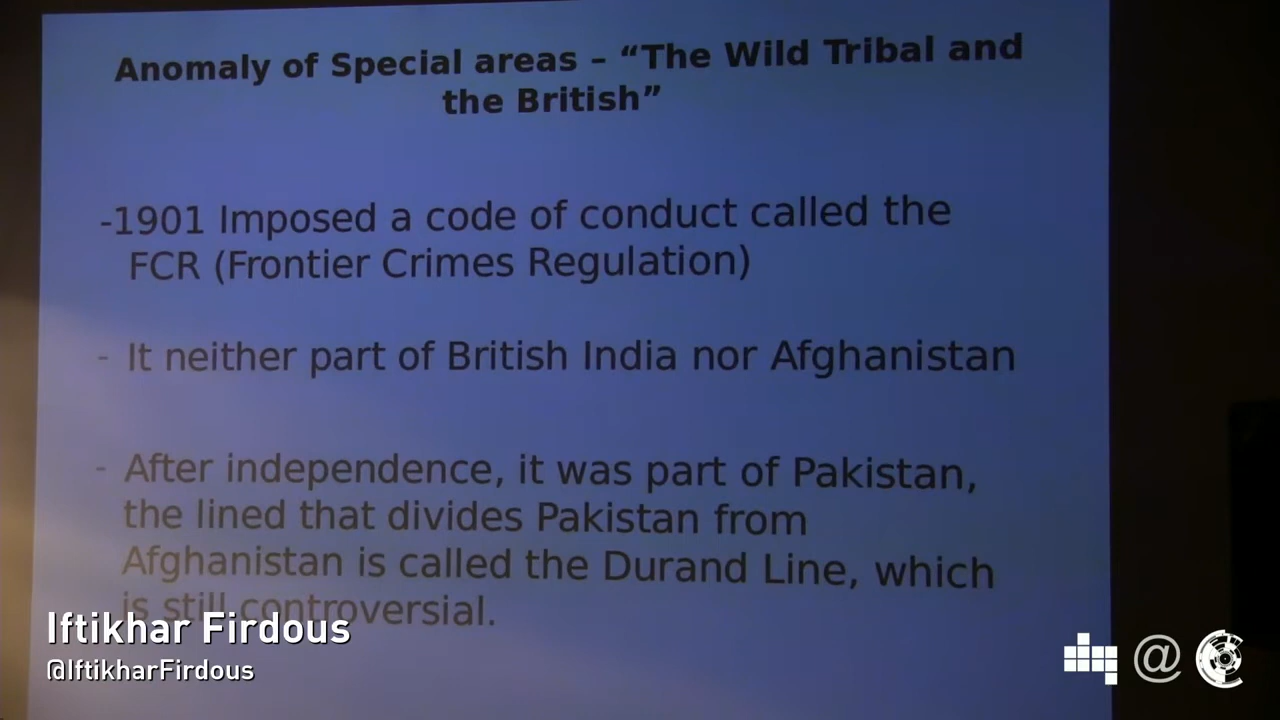 Anomaly of Special areas – “The Wild Tribal and
the British”
-1901 Imposed a code of conduct called the
FCR (Frontier Crimes Regulation)
- It neither part of British India nor Afghanistan
- After independence, it was part of Pakistan,
the lined that divides Pakistan from
Afghanistan is called the Durand Line, which
is still controversial.
Iftikhar Firdous
@IftikharFirdous
@